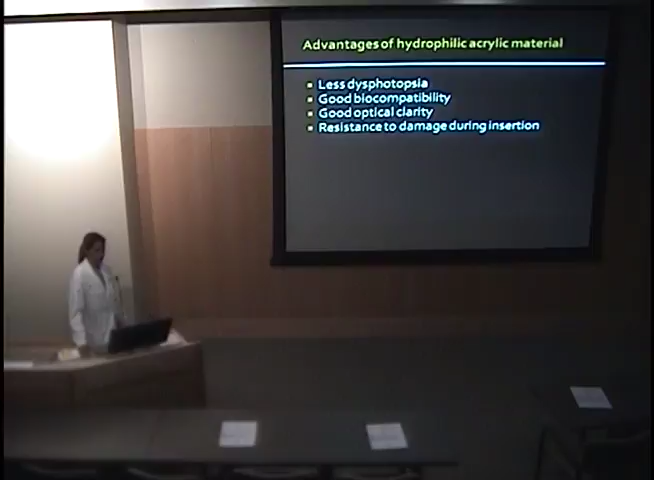 Advantages of hydrophilic acrylic material
Less dysphotopsia
Good biocompatibility
Good optical clarity
Resistance to damage during insertion